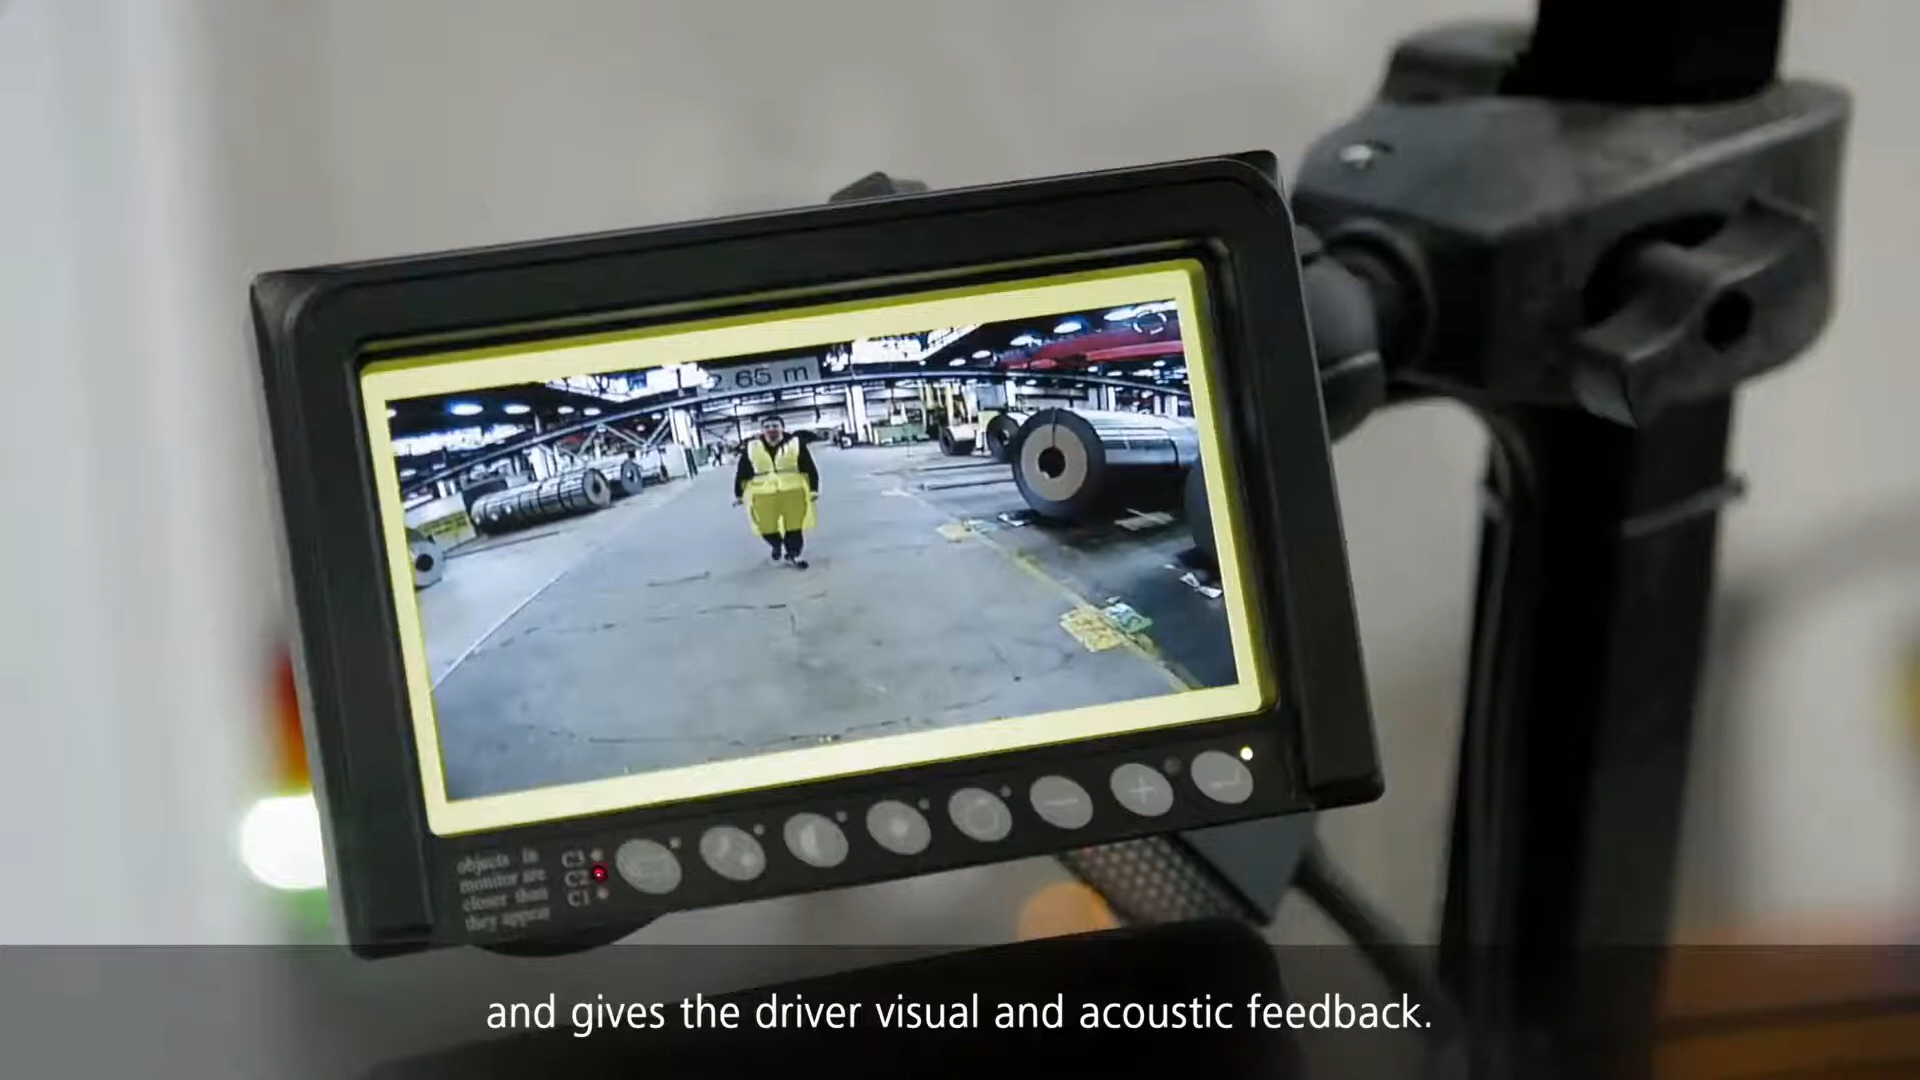 2.65 m
objects in
monitor are
closer than
they appear
C3
C2
C1
and gives the driver visual and acoustic feedback.